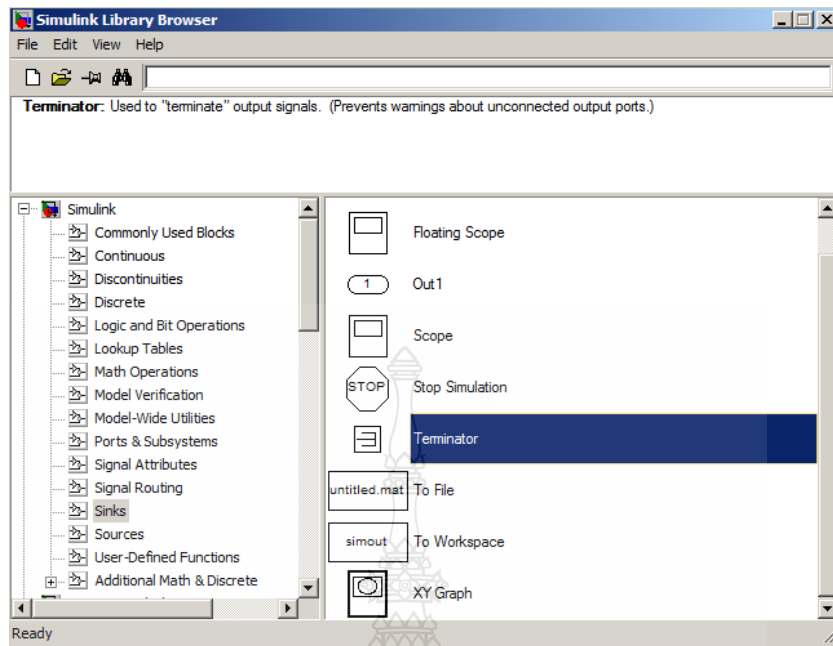 Simulink Library Browser
File Edit View Help
Terminator: Used to "terminate" output signals. (Prevents warnings about unconnected output ports.)
Simulink
Commonly Used Blocks
Continuous
Discontinuities
Discrete
Logic and Bit Operations
Lookup Tables
Math Operations
Model Verification
Model-Wide Utilities
Ports & Subsystems
Signal Attributes
Signal Routing
Sinks
Sources
User-Defined Functions
Additional Math & Discrete
Floating Scope
1 Out1
Scope
STOP Stop Simulation
Terminator
untitled.mat To File
simout To Workspace
XY Graph
Ready